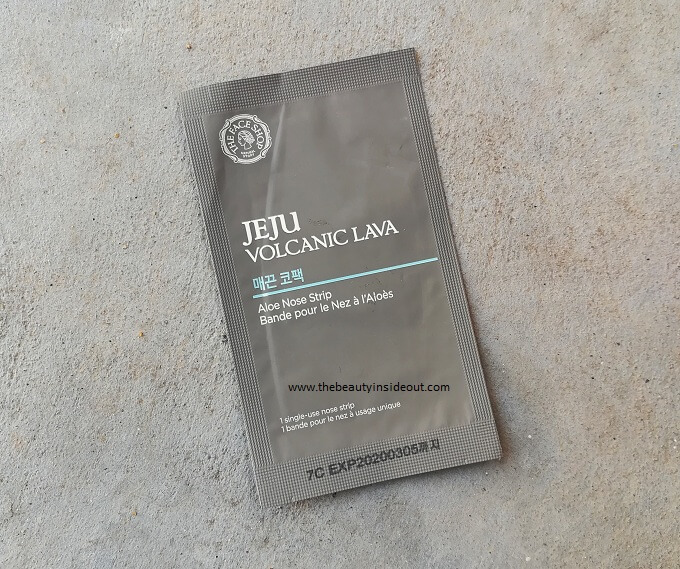 THE FACE SHOP
JEJU
VOLCANIC LAVA
매끈 코팩
Aloe Nose Strip
Bande pour le Nez à l'Aloès
www.thebeautyinsideout.com
1 single-use nose strip
1 bande pour le nez à usage unique
7C EXP20200305까지